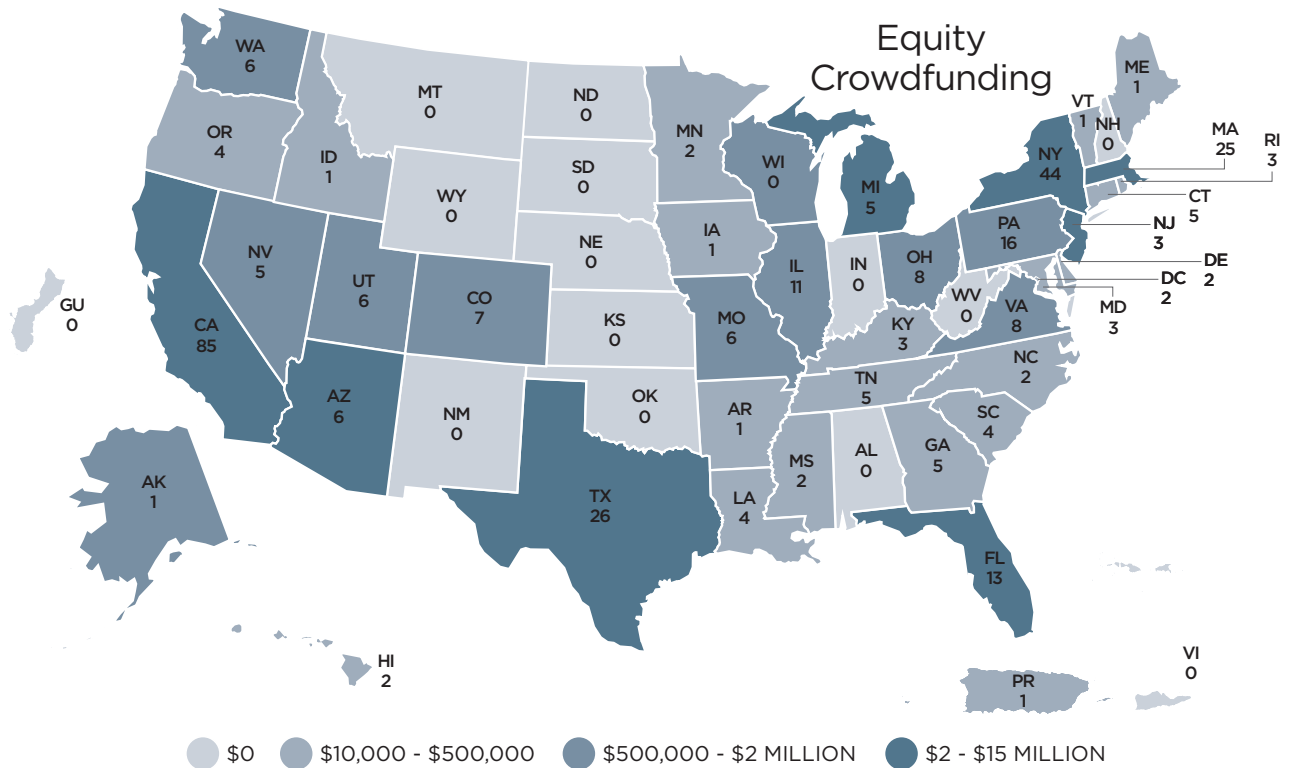 Equity
Crowdfunding
WA
6
MT
0
ND
0
MN
2
ME
1
VT
1
NH
0
MA
25
RI
3
OR
4
ID
1
SD
0
WI
0
MI
5
NY
44
WY
0
CT
5
NJ
3
NE
0
IA
1
PA
16
NV
5
UT
6
CO
7
IL
11
IN
0
OH
8
DE
2
DC
2
MD
3
WV
0
VA
8
GU
0
CA
85
KS
0
MO
6
KY
3
NC
2
TN
5
AZ
6
NM
0
OK
0
AR
1
SC
4
MS
2
AL
0
GA
5
AK
1
TX
26
LA
4
FL
13
HI
2
VI
0
PR
1
$0
$10,000 - $500,000
$500,000 - $2 MILLION
$2 - $15 MILLION